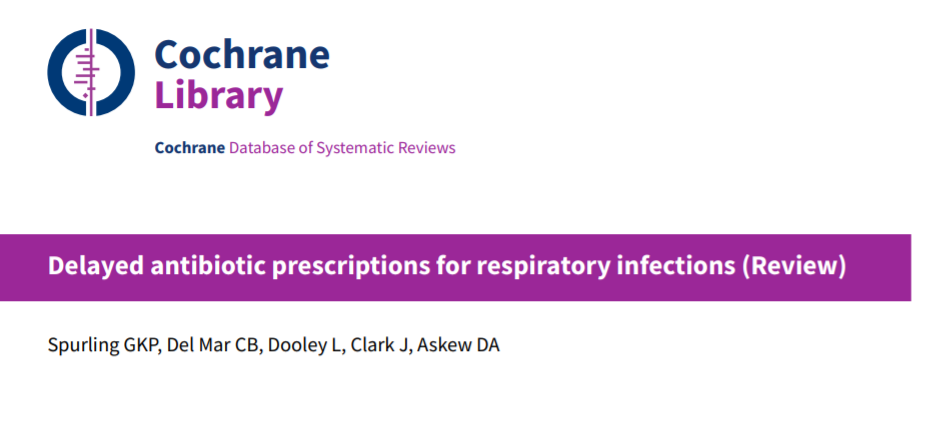 Cochrane
Library
Cochrane Database of Systematic Reviews
Delayed antibiotic prescriptions for respiratory infections (Review)
Spurling GKP, Del Mar CB, Dooley L, Clark J, Askew DA